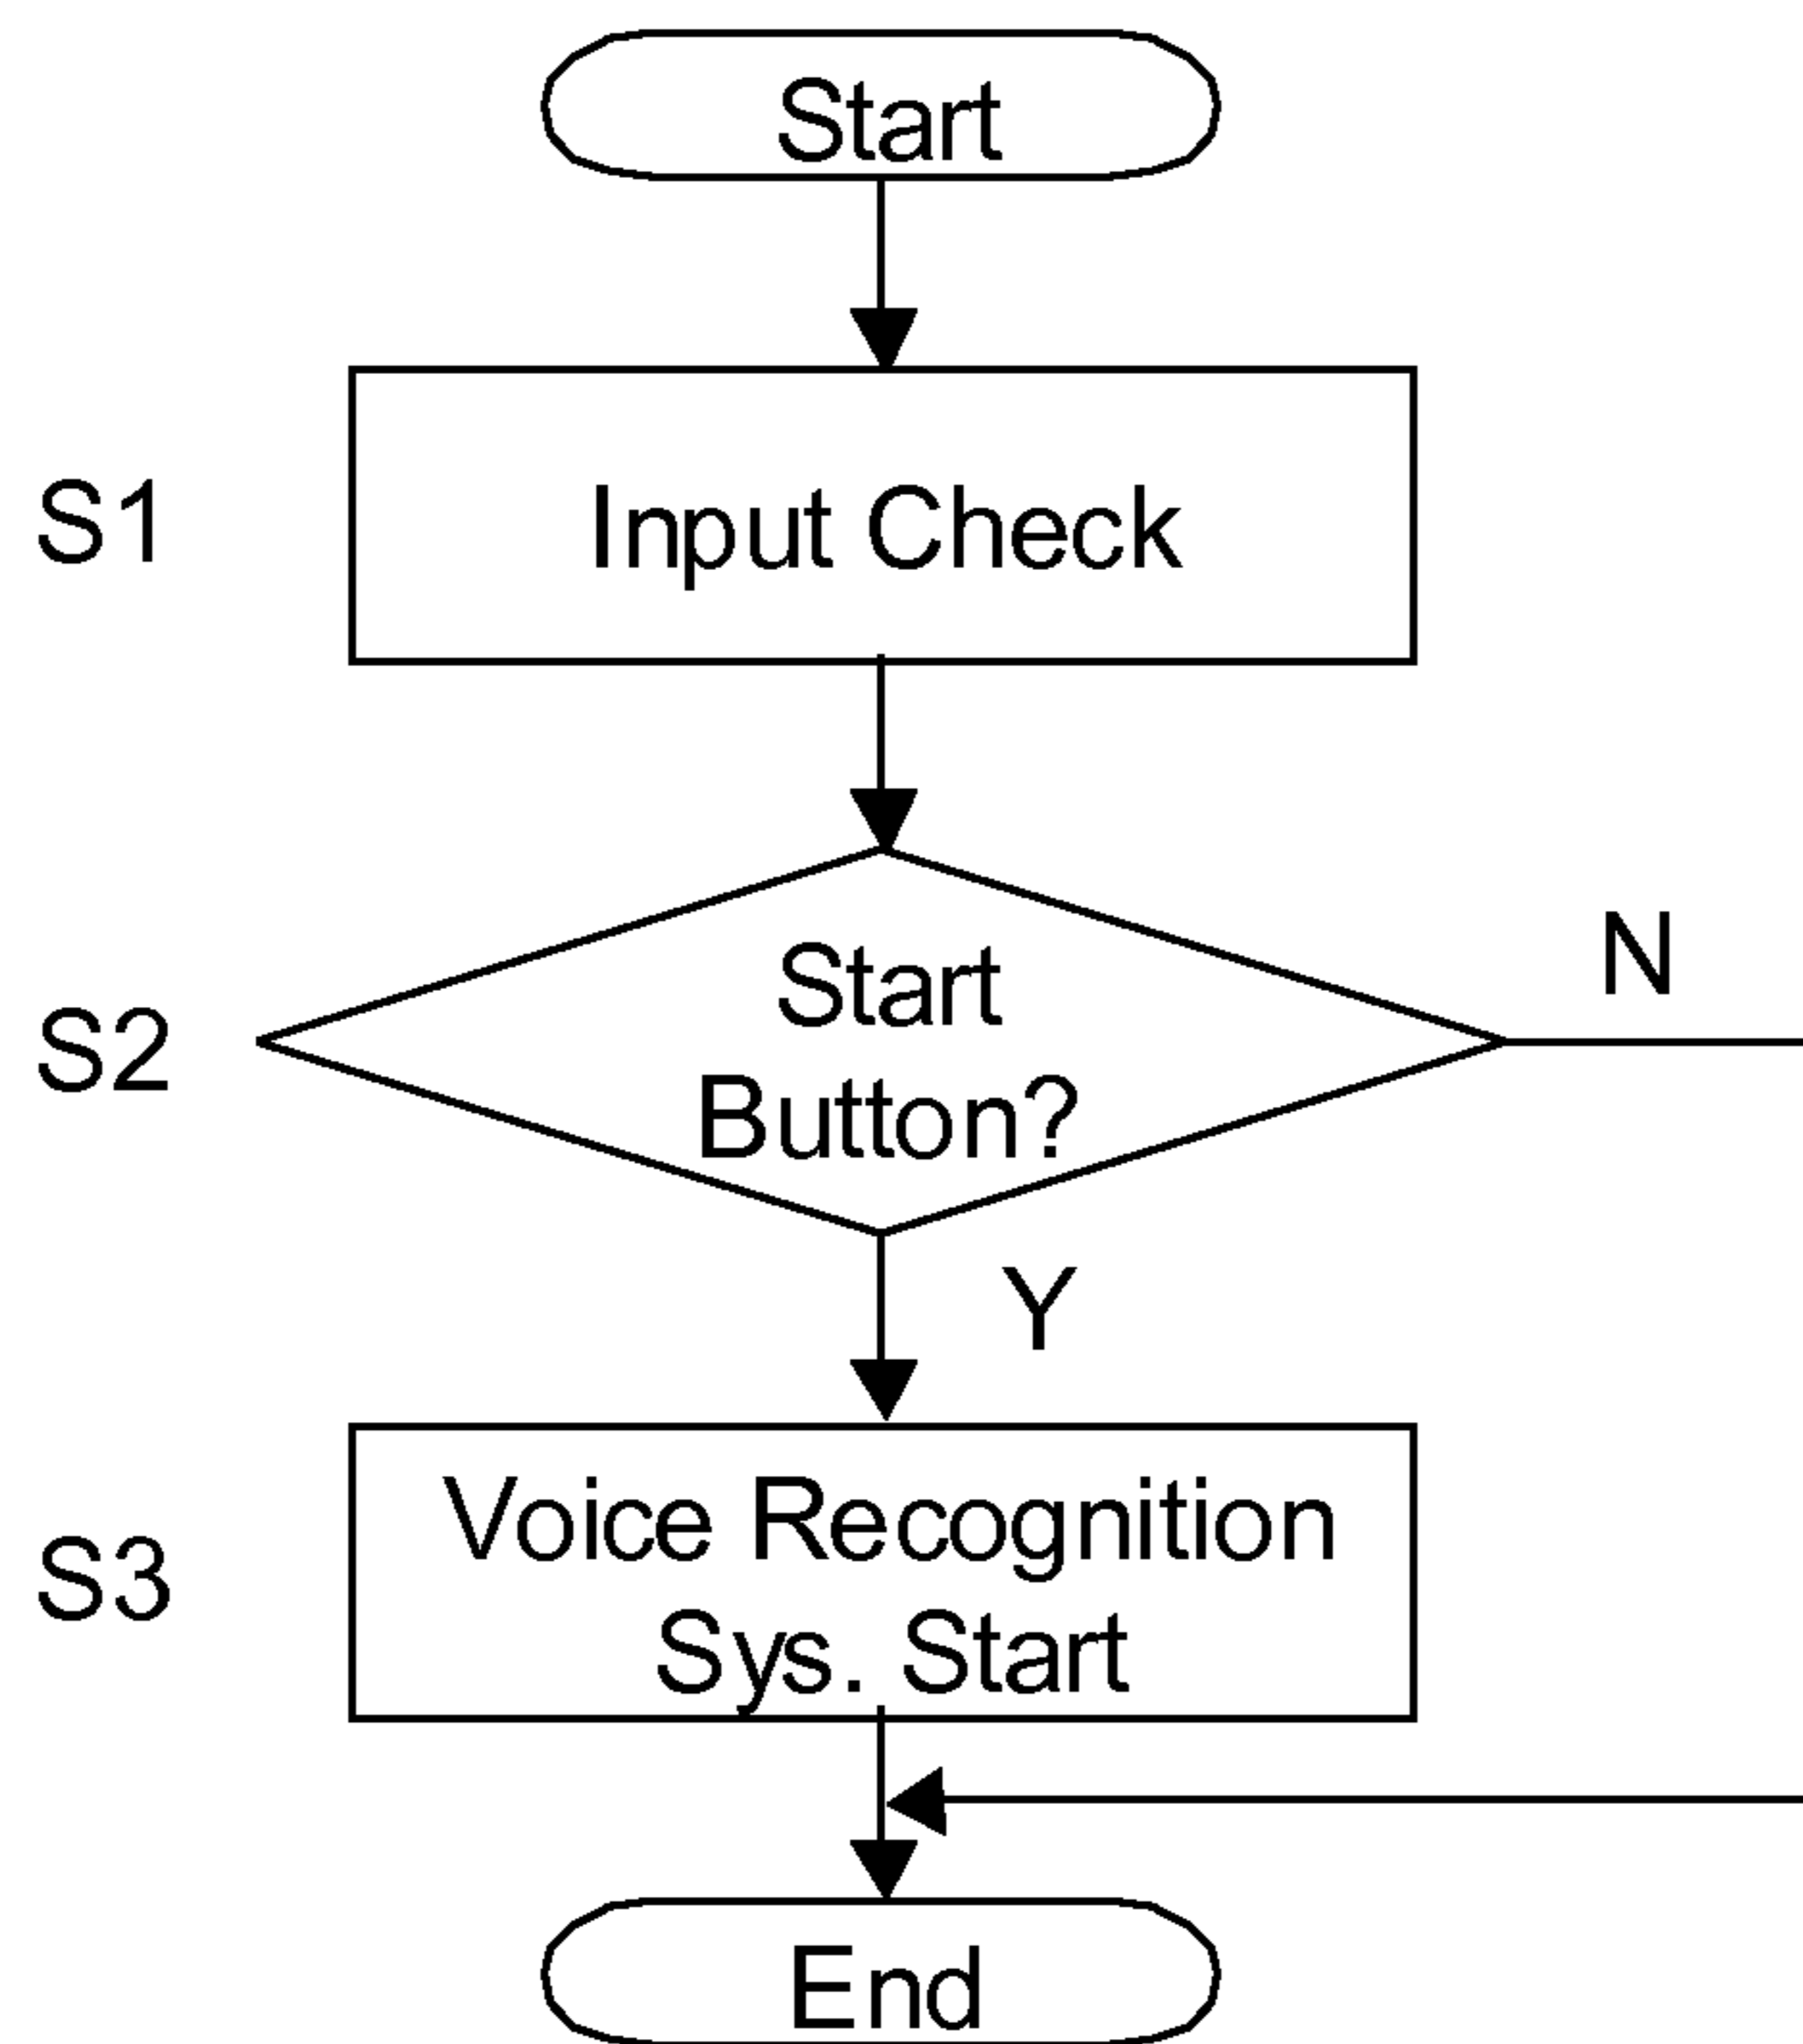 Start
S1
Input Check
N
S2
Start
Button?
Y
S3
Voice Recognition
Sys. Start
End